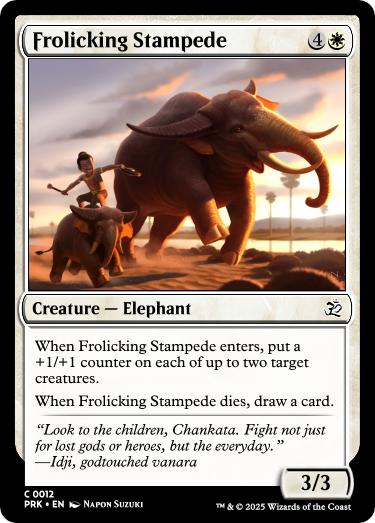 Frolicking Stampede 4
Creature — Elephant
When Frolicking Stampede enters, put a
+1/+1 counter on each of up to two target
creatures.
When Frolicking Stampede dies, draw a card.
“Look to the children, Chankata. Fight not just
for lost gods or heroes, but the everyday.”
—Idji, godtouched vanara
3/3
C 0012
PRK • EN Napon Suzuki
™ & © 2025 Wizards of the Coast